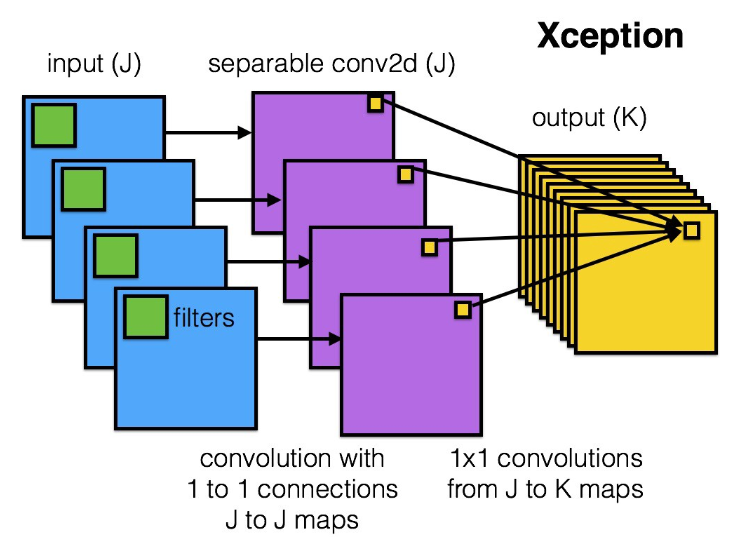 Xception
input (J)
separable conv2d (J)
output (K)
filters
convolution with
1 to 1 connections
J to J maps
1x1 convolutions
from J to K maps